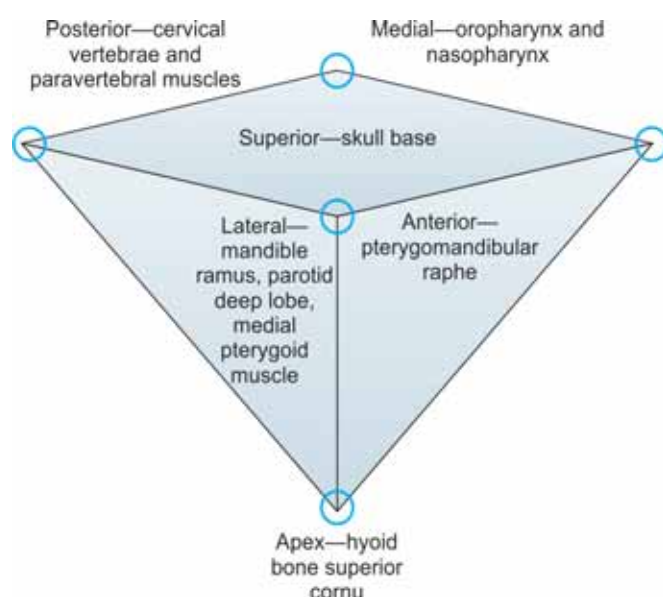 Posterior—cervical
vertebrae and
paravertebral muscles
Medial—oropharynx and
nasopharynx
Superior—skull base
Lateral—
mandible
ramus, parotid
deep lobe,
medial
pterygoid
muscle
Anterior—
pterygomandibular
raphe
Apex—hyoid
bone superior
cornu